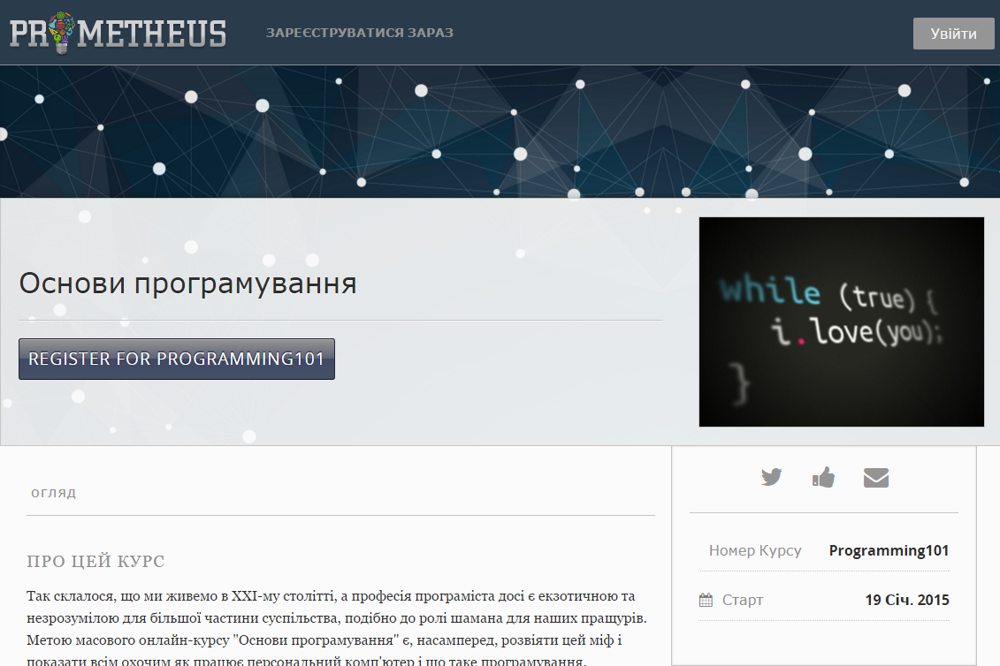 PROMETHEUS
ЗАРЕЄСТРУВАТИСЯ ЗАРАЗ
Увійти
Основи програмування
REGISTER FOR PROGRAMMING101
while (true) {
i.love(you);
}
ОГЛЯД
ПРО ЦЕЙ КУРС
Так склалося, що ми живемо в XXI-му столітті, а професія програміста досі є екзотичною та
незрозумілою для більшої частини суспільства, подібно до ролі шамана для наших пращурів.
Метою масового онлайн-курсу "Основи програмування" є, насамперед, розвіяти цей міф і
показати всім охочим як працює персональний комп'ютер і що таке програмування.
Номер Курсу Programming101
Старт 19 Січ. 2015